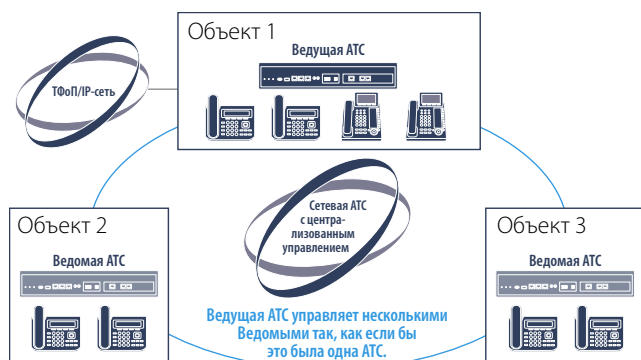 Объект 1
Ведущая АТС
ТФоП/IP-сеть
Сетевая АТС
с центра-
лизованным
управлением
Объект 2
Ведомая АТС
Объект 3
Ведомая АТС
Ведущая АТС управляет несколькими
Ведомыми так, как если бы
это была одна АТС.